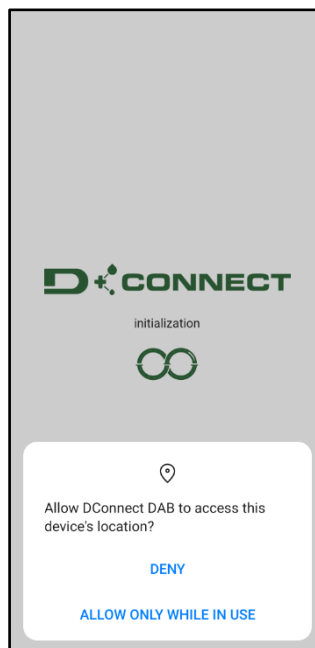 D+CONNECT
initialization
Allow DConnect DAB to access this
device's location?
DENY
ALLOW ONLY WHILE IN USE